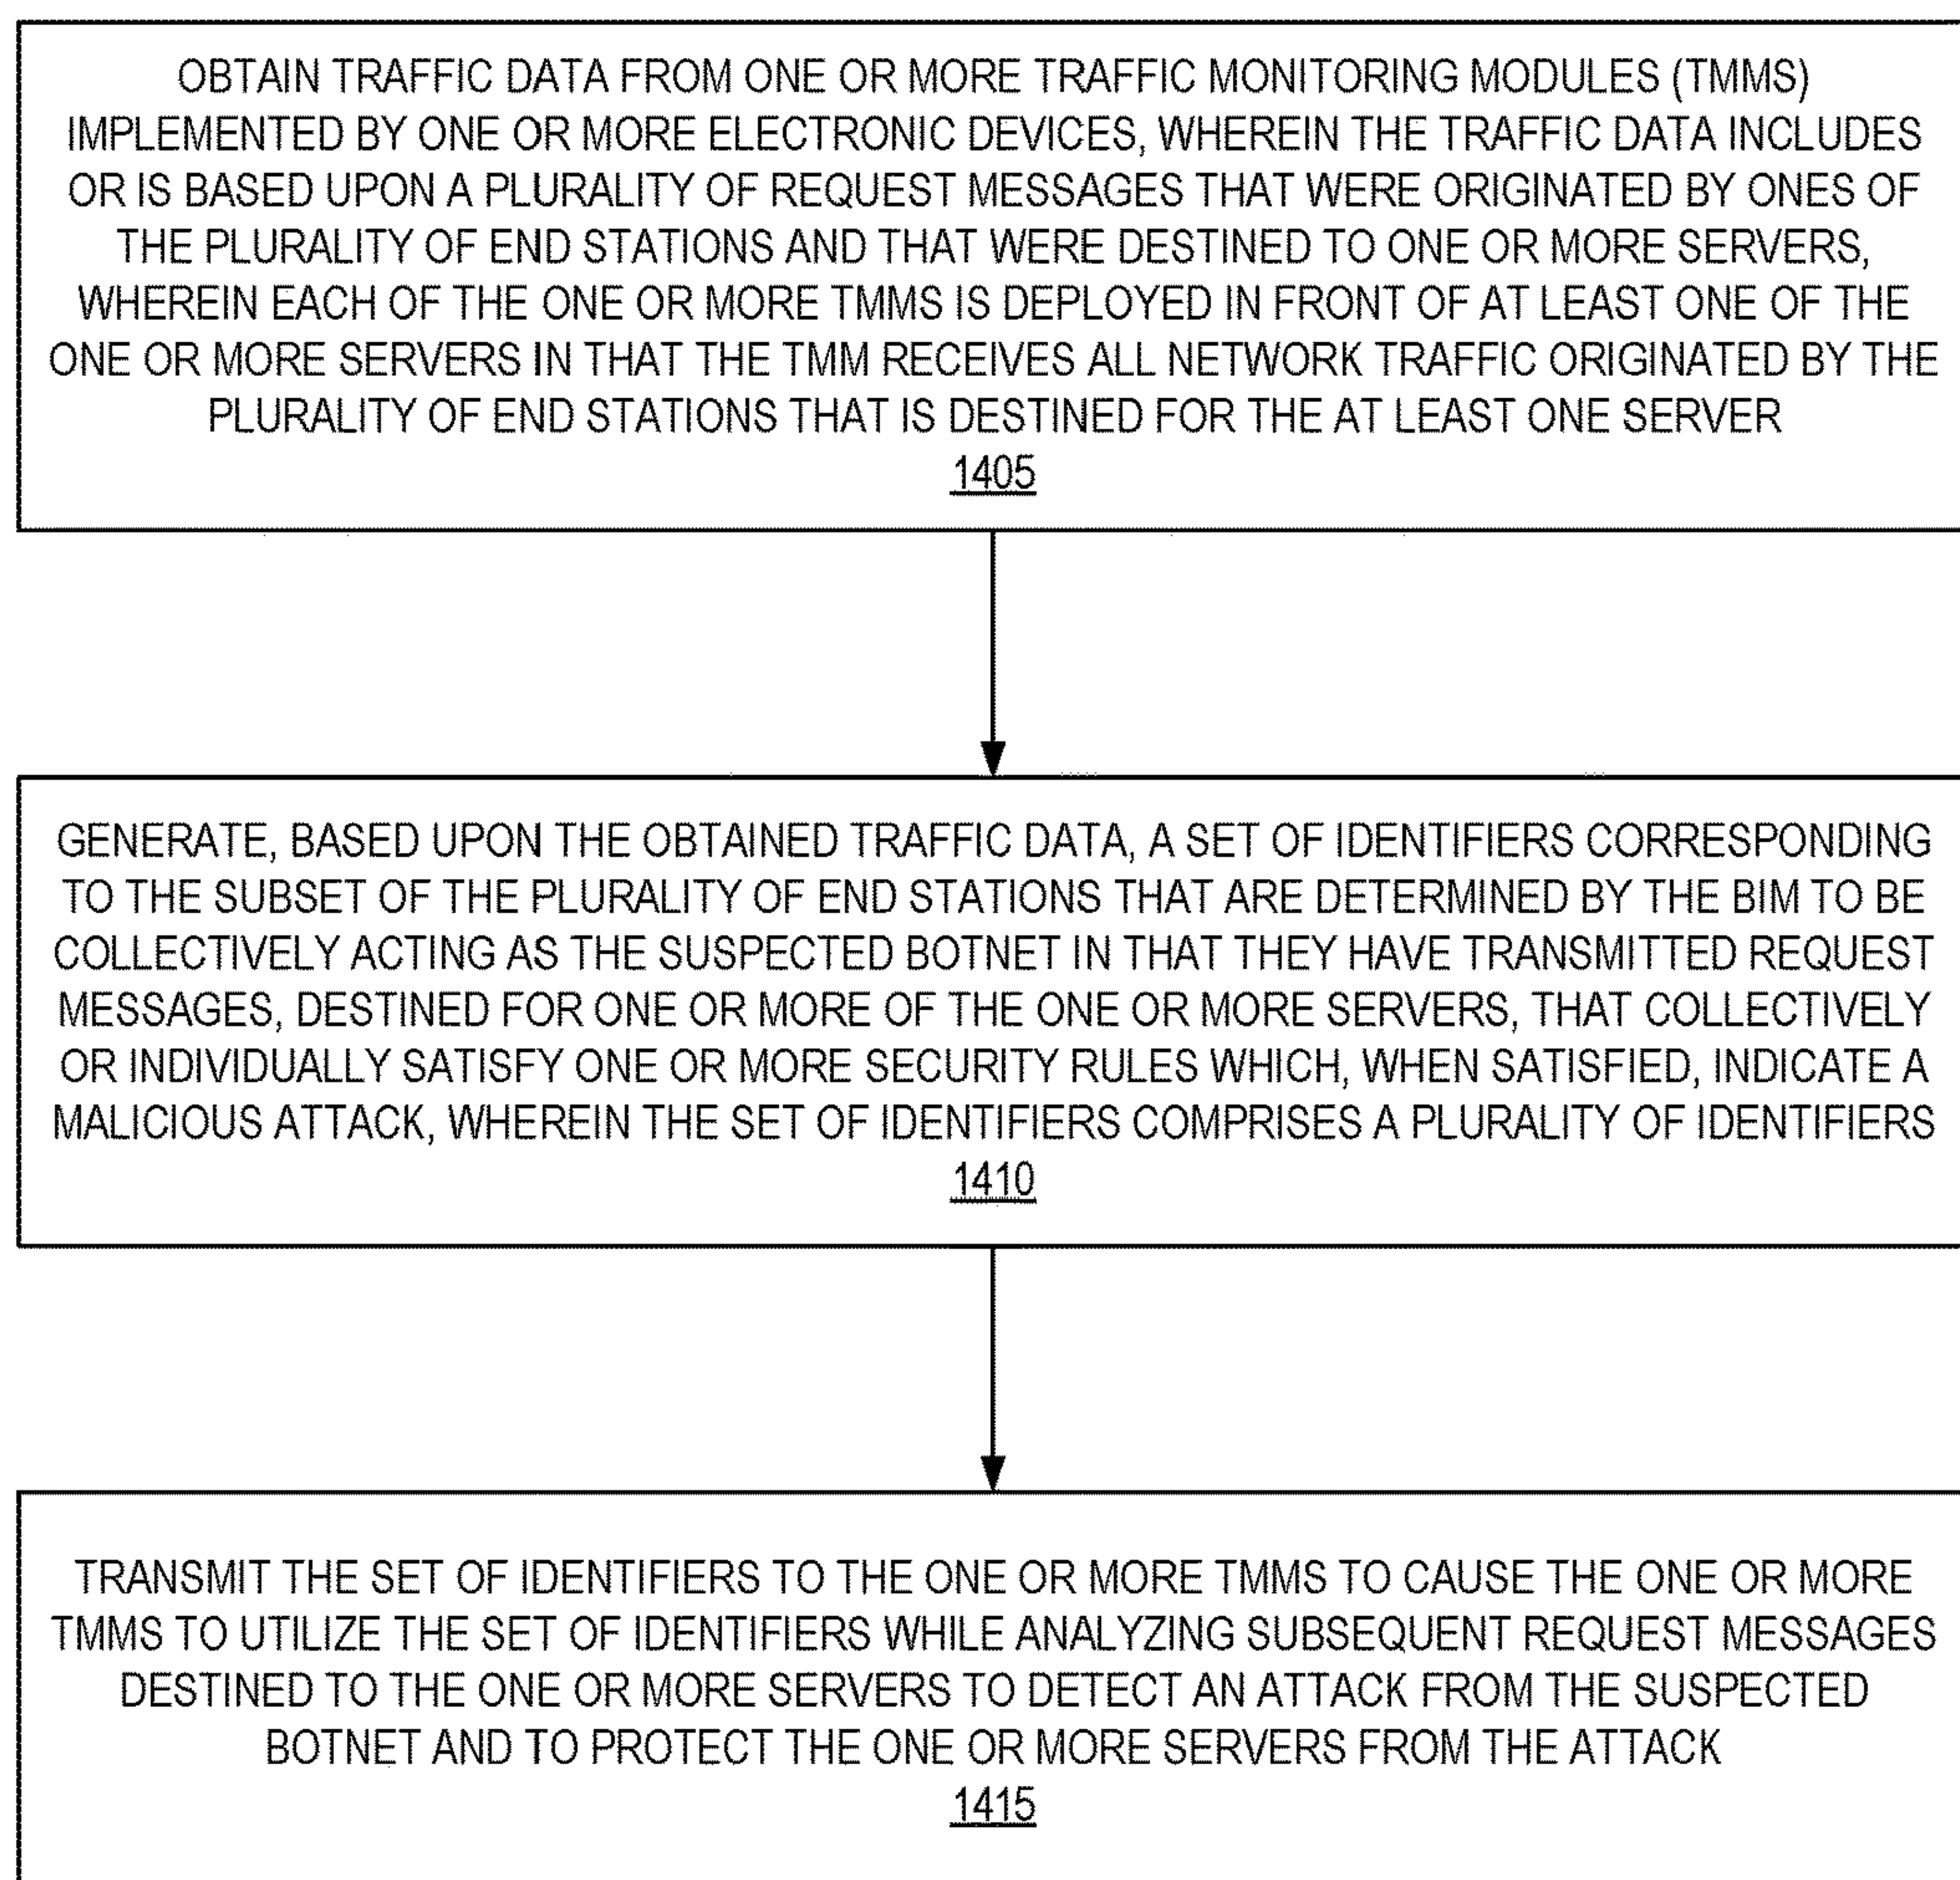 OBTAIN TRAFFIC DATA FROM ONE OR MORE TRAFFIC MONITORING MODULES (TMMS)
IMPLEMENTED BY ONE OR MORE ELECTRONIC DEVICES, WHEREIN THE TRAFFIC DATA INCLUDES
OR IS BASED UPON A PLURALITY OF REQUEST MESSAGES THAT WERE ORIGINATED BY ONES OF
THE PLURALITY OF END STATIONS AND THAT WERE DESTINED TO ONE OR MORE SERVERS,
WHEREIN EACH OF THE ONE OR MORE TMMS IS DEPLOYED IN FRONT OF AT LEAST ONE OF THE
ONE OR MORE SERVERS IN THAT THE TMM RECEIVES ALL NETWORK TRAFFIC ORIGINATED BY THE
PLURALITY OF END STATIONS THAT IS DESTINED FOR THE AT LEAST ONE SERVER
1405
GENERATE, BASED UPON THE OBTAINED TRAFFIC DATA, A SET OF IDENTIFIERS CORRESPONDING
TO THE SUBSET OF THE PLURALITY OF END STATIONS THAT ARE DETERMINED BY THE BIM TO BE
COLLECTIVELY ACTING AS THE SUSPECTED BOTNET IN THAT THEY HAVE TRANSMITTED REQUEST
MESSAGES, DESTINED FOR ONE OR MORE OF THE ONE OR MORE SERVERS, THAT COLLECTIVELY
OR INDIVIDUALLY SATISFY ONE OR MORE SECURITY RULES WHICH, WHEN SATISFIED, INDICATE A
MALICIOUS ATTACK, WHEREIN THE SET OF IDENTIFIERS COMPRISES A PLURALITY OF IDENTIFIERS
1410
TRANSMIT THE SET OF IDENTIFIERS TO THE ONE OR MORE TMMS TO CAUSE THE ONE OR MORE
TMMS TO UTILIZE THE SET OF IDENTIFIERS WHILE ANALYZING SUBSEQUENT REQUEST MESSAGES
DESTINED TO THE ONE OR MORE SERVERS TO DETECT AN ATTACK FROM THE SUSPECTED
BOTNET AND TO PROTECT THE ONE OR MORE SERVERS FROM THE ATTACK
1415